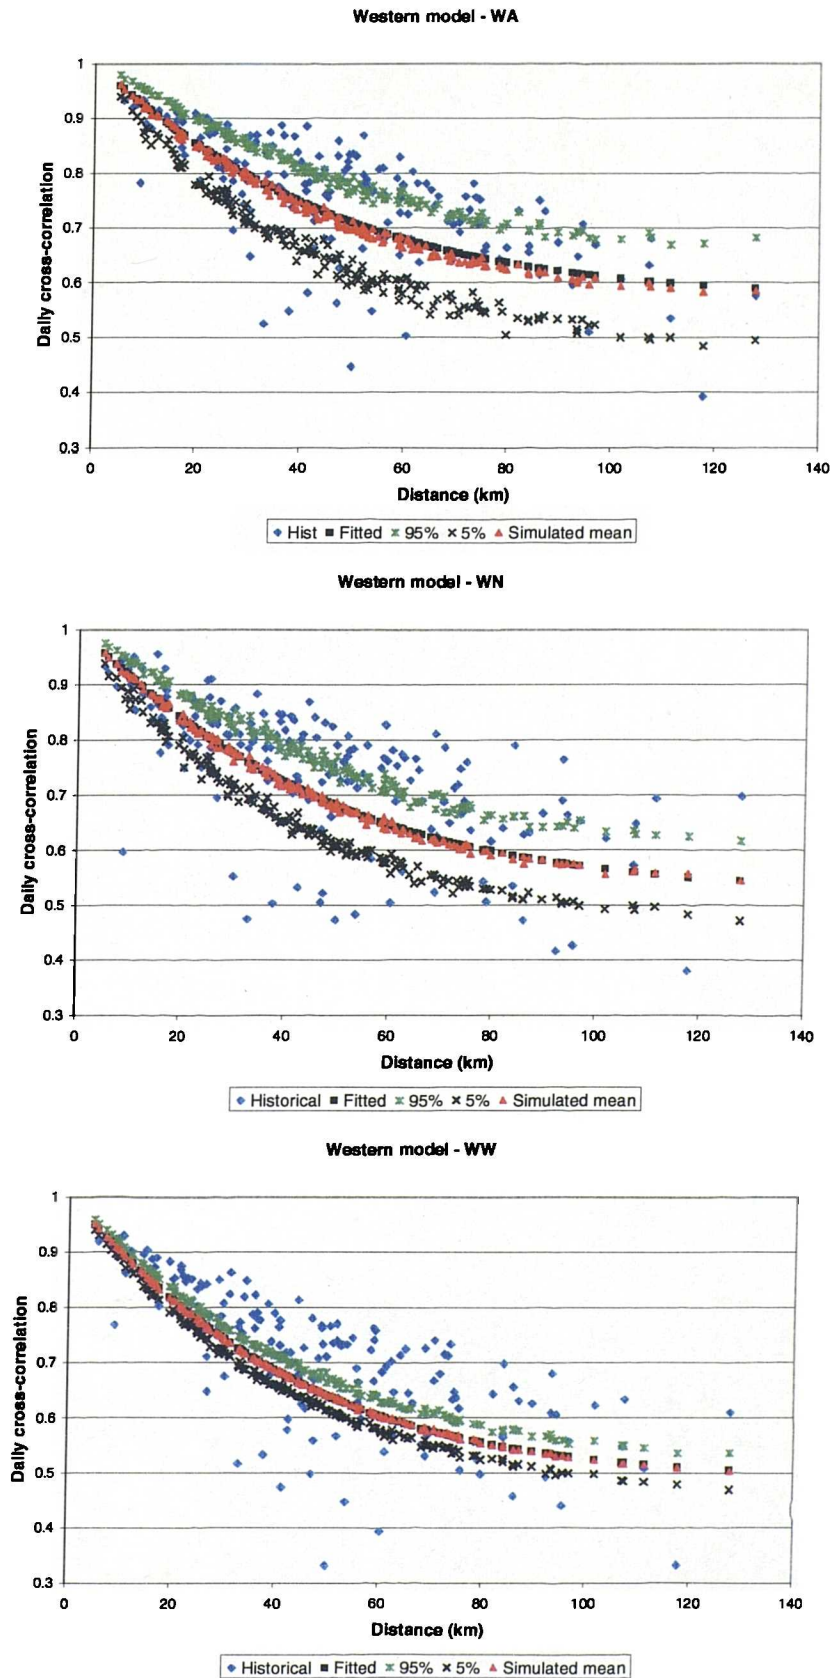 Western model - WA
1
0.9
0.8
0.7
0.6
0.5
0.4
0.3
Daily cross-correlation
0 20 40 60 80 100 120 140
Distance (km)
Hist Fitted 95% 5% Simulated mean
Western model - WN
1
0.9
0.8
0.7
0.6
0.5
0.4
0.3
Daily cross-correlation
0 20 40 60 80 100 120 140
Distance (km)
Historical Fitted 95% 5% Simulated mean
Western model - WW
1
0.9
0.8
0.7
0.6
0.5
0.4
0.3
Daily cross-correlation
0 20 40 60 80 100 120 140
Distance (km)
Historical Fitted 95% 5% Simulated mean